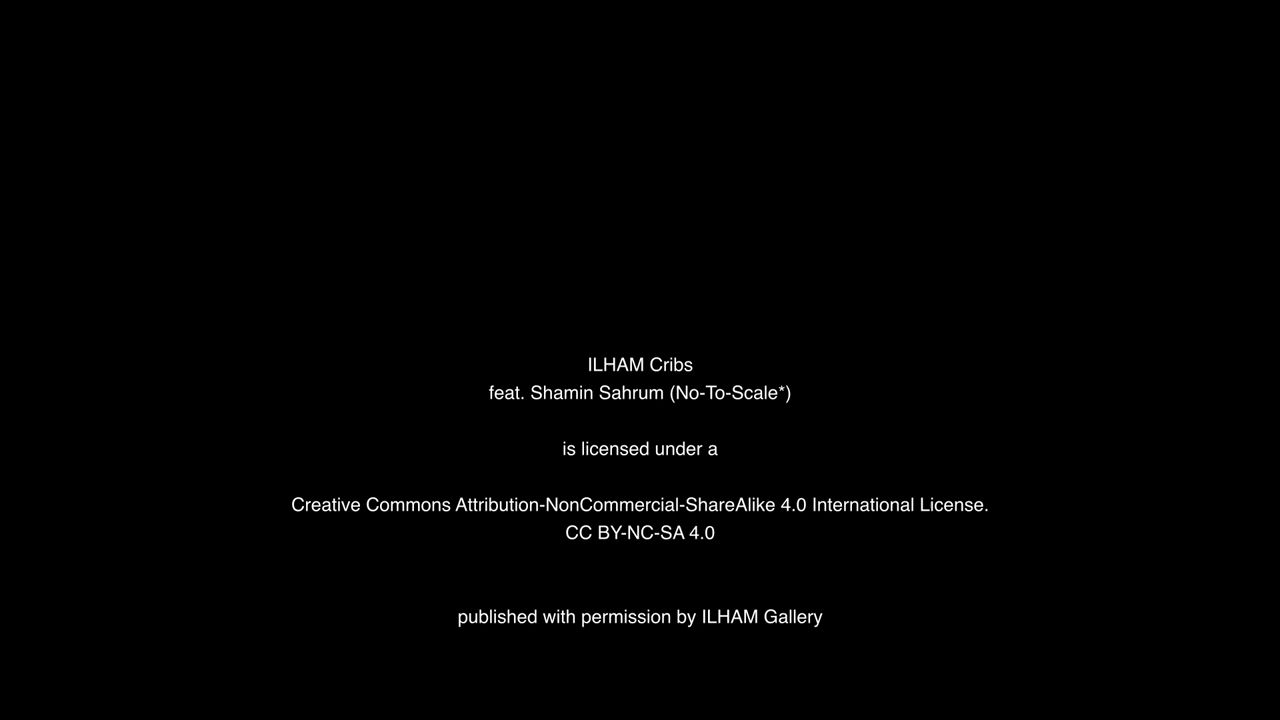 ILHAM Cribs
feat. Shamin Sahrum (No-To-Scale*)
is licensed under a
Creative Commons Attribution-NonCommercial-ShareAlike 4.0 International License.
CC BY-NC-SA 4.0
published with permission by ILHAM Gallery